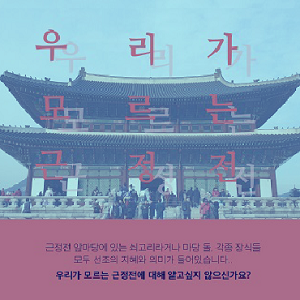 우리가
모르는
근정전
근정전 앞마당에 있는 쇠고리라거나 마당 돌, 각종 장식들
모두 선조의 지혜와 의미가 들어있습니다..
우리가 모르는 근정전에 대해 알고싶지 않으신가요?